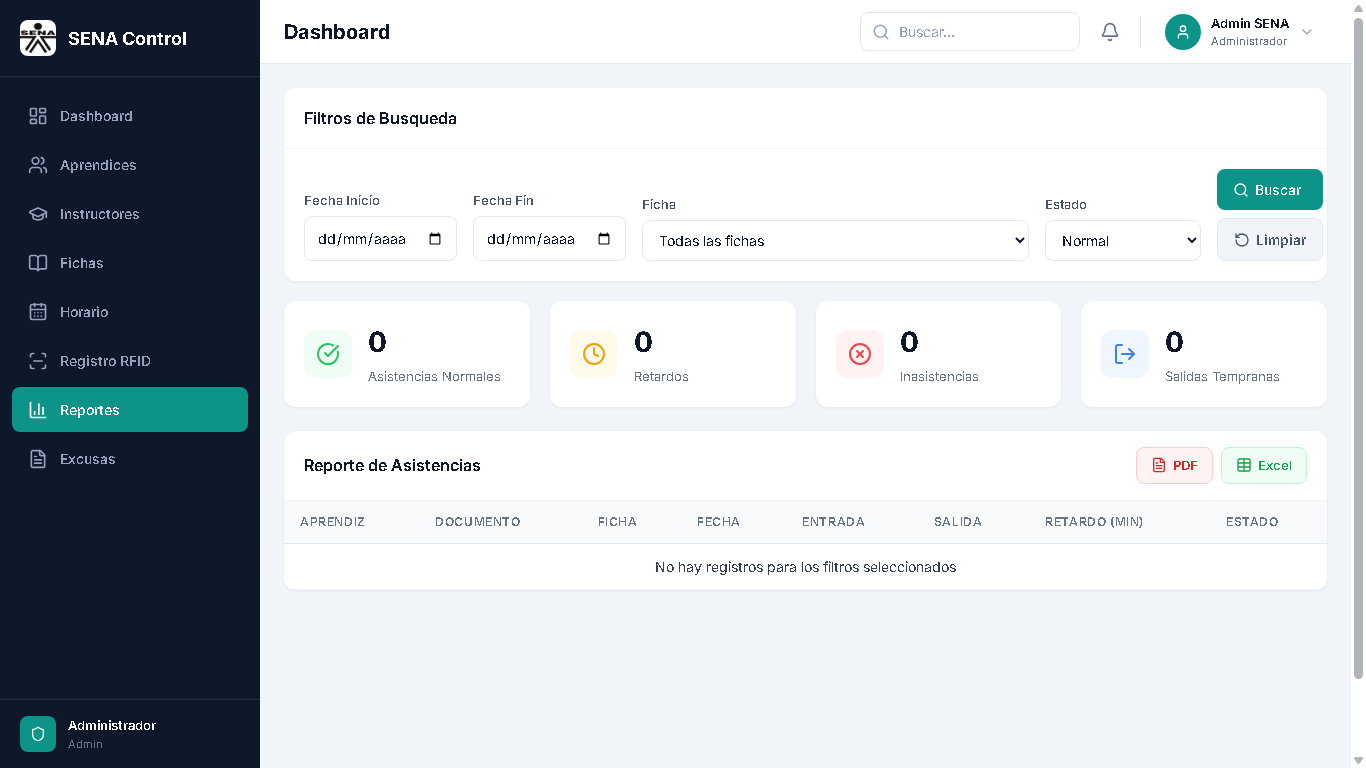 SENA
SENA Control
Dashboard
Aprendices
Instructores
Fichas
Horario
Registro RFID
Reportes
Excusas
Administrador
Admin
Dashboard
Buscar...
Admin SENA
Administrador
Filtros de Busqueda
Fecha Inicio
dd/mm/aaaa
Fecha Fin
dd/mm/aaaa
Ficha
Todas las fichas
Estado
Normal
Buscar
Limpiar
0
Asistencias Normales
0
Retardos
0
Inasistencias
0
Salidas Tempranas
Reporte de Asistencias
PDF
Excel
APRENDIZ DOCUMENTO FICHA FECHA ENTRADA SALIDA RETARDO (MIN) ESTADO
No hay registros para los filtros seleccionados